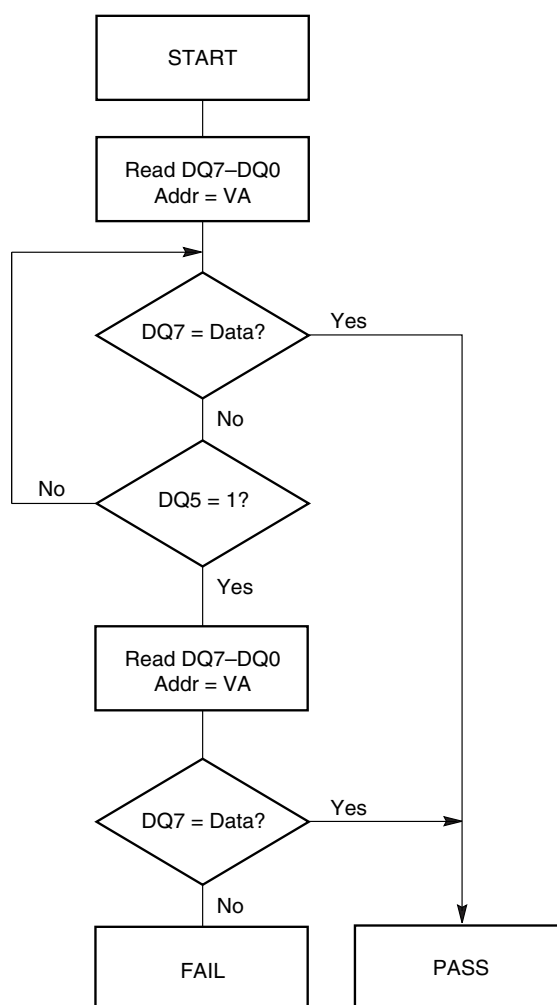 START
Read DQ7–DQ0
Addr = VA
DQ7 = Data?
Yes
No
No
DQ5 = 1?
Yes
Read DQ7–DQ0
Addr = VA
DQ7 = Data?
Yes
No
FAIL
PASS